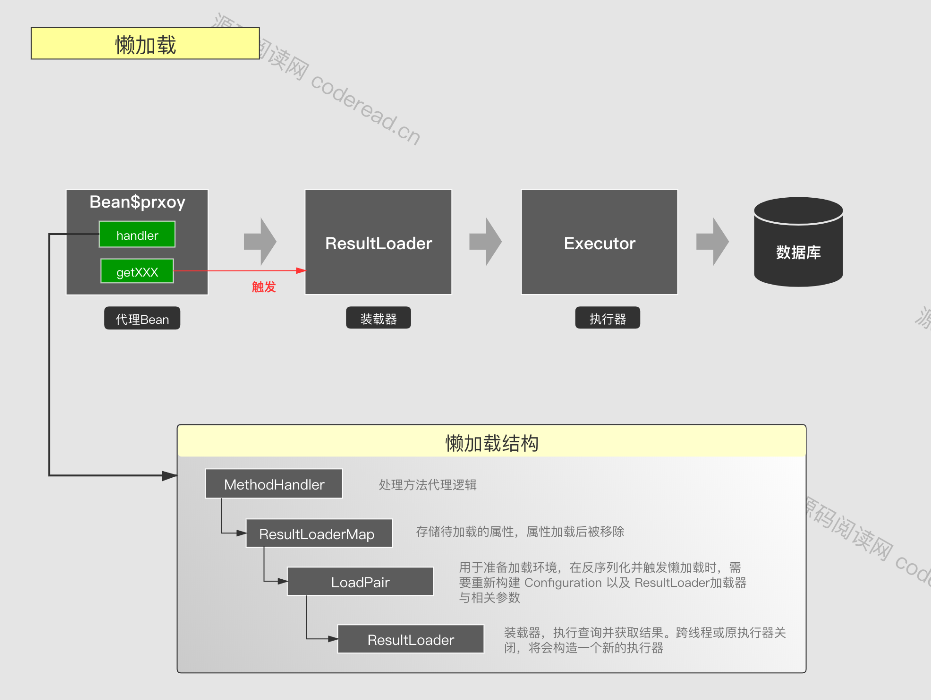 懒加载
源码阅读网 coderead.cn
Bean$prxoy
handler
getXXX
触发
代理Bean
ResultLoader
装载器
Executor
执行器
数据库
懒加载结构
MethodHandler
处理方法代理逻辑
ResultLoaderMap
存储待加载的属性，属性加载后被移除
LoadPair
用于准备加载环境，在反序列化并触发懒加载时，需
要重新构建 Configuration 以及 ResultLoader加载器
与相关参数
ResultLoader
装载器，执行查询并获取结果。跨线程或原执行器关
闭，将会构造一个新的执行器
源
源码阅读网 code